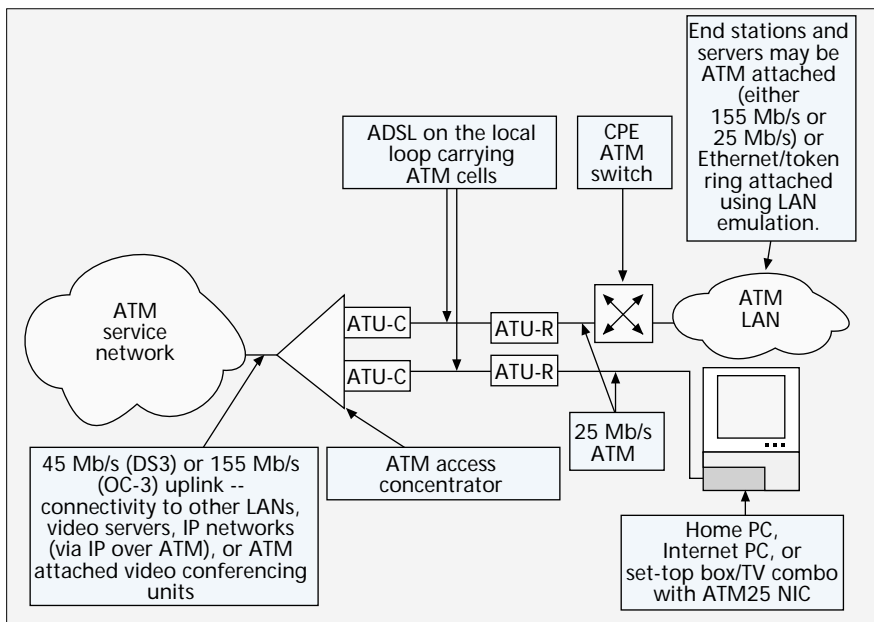 End stations and
servers may be
ATM attached
(either
155 Mb/s or
25 Mb/s) or
Ethernet/token
ring attached
using LAN
emulation.
ADSL on the local
loop carrying
ATM cells
CPE
ATM
switch
ATM
service
network
ATU-C
ATU-R
ATM
LAN
ATU-C
ATU-R
25 Mb/s
ATM
45 Mb/s (DS3) or 155 Mb/s
(OC-3) uplink --
connectivity to other LANs,
video servers, IP networks
(via IP over ATM), or ATM
attached video conferencing
units
ATM access
concentrator
Home PC,
Internet PC, or
set-top box/TV combo
with ATM25 NIC